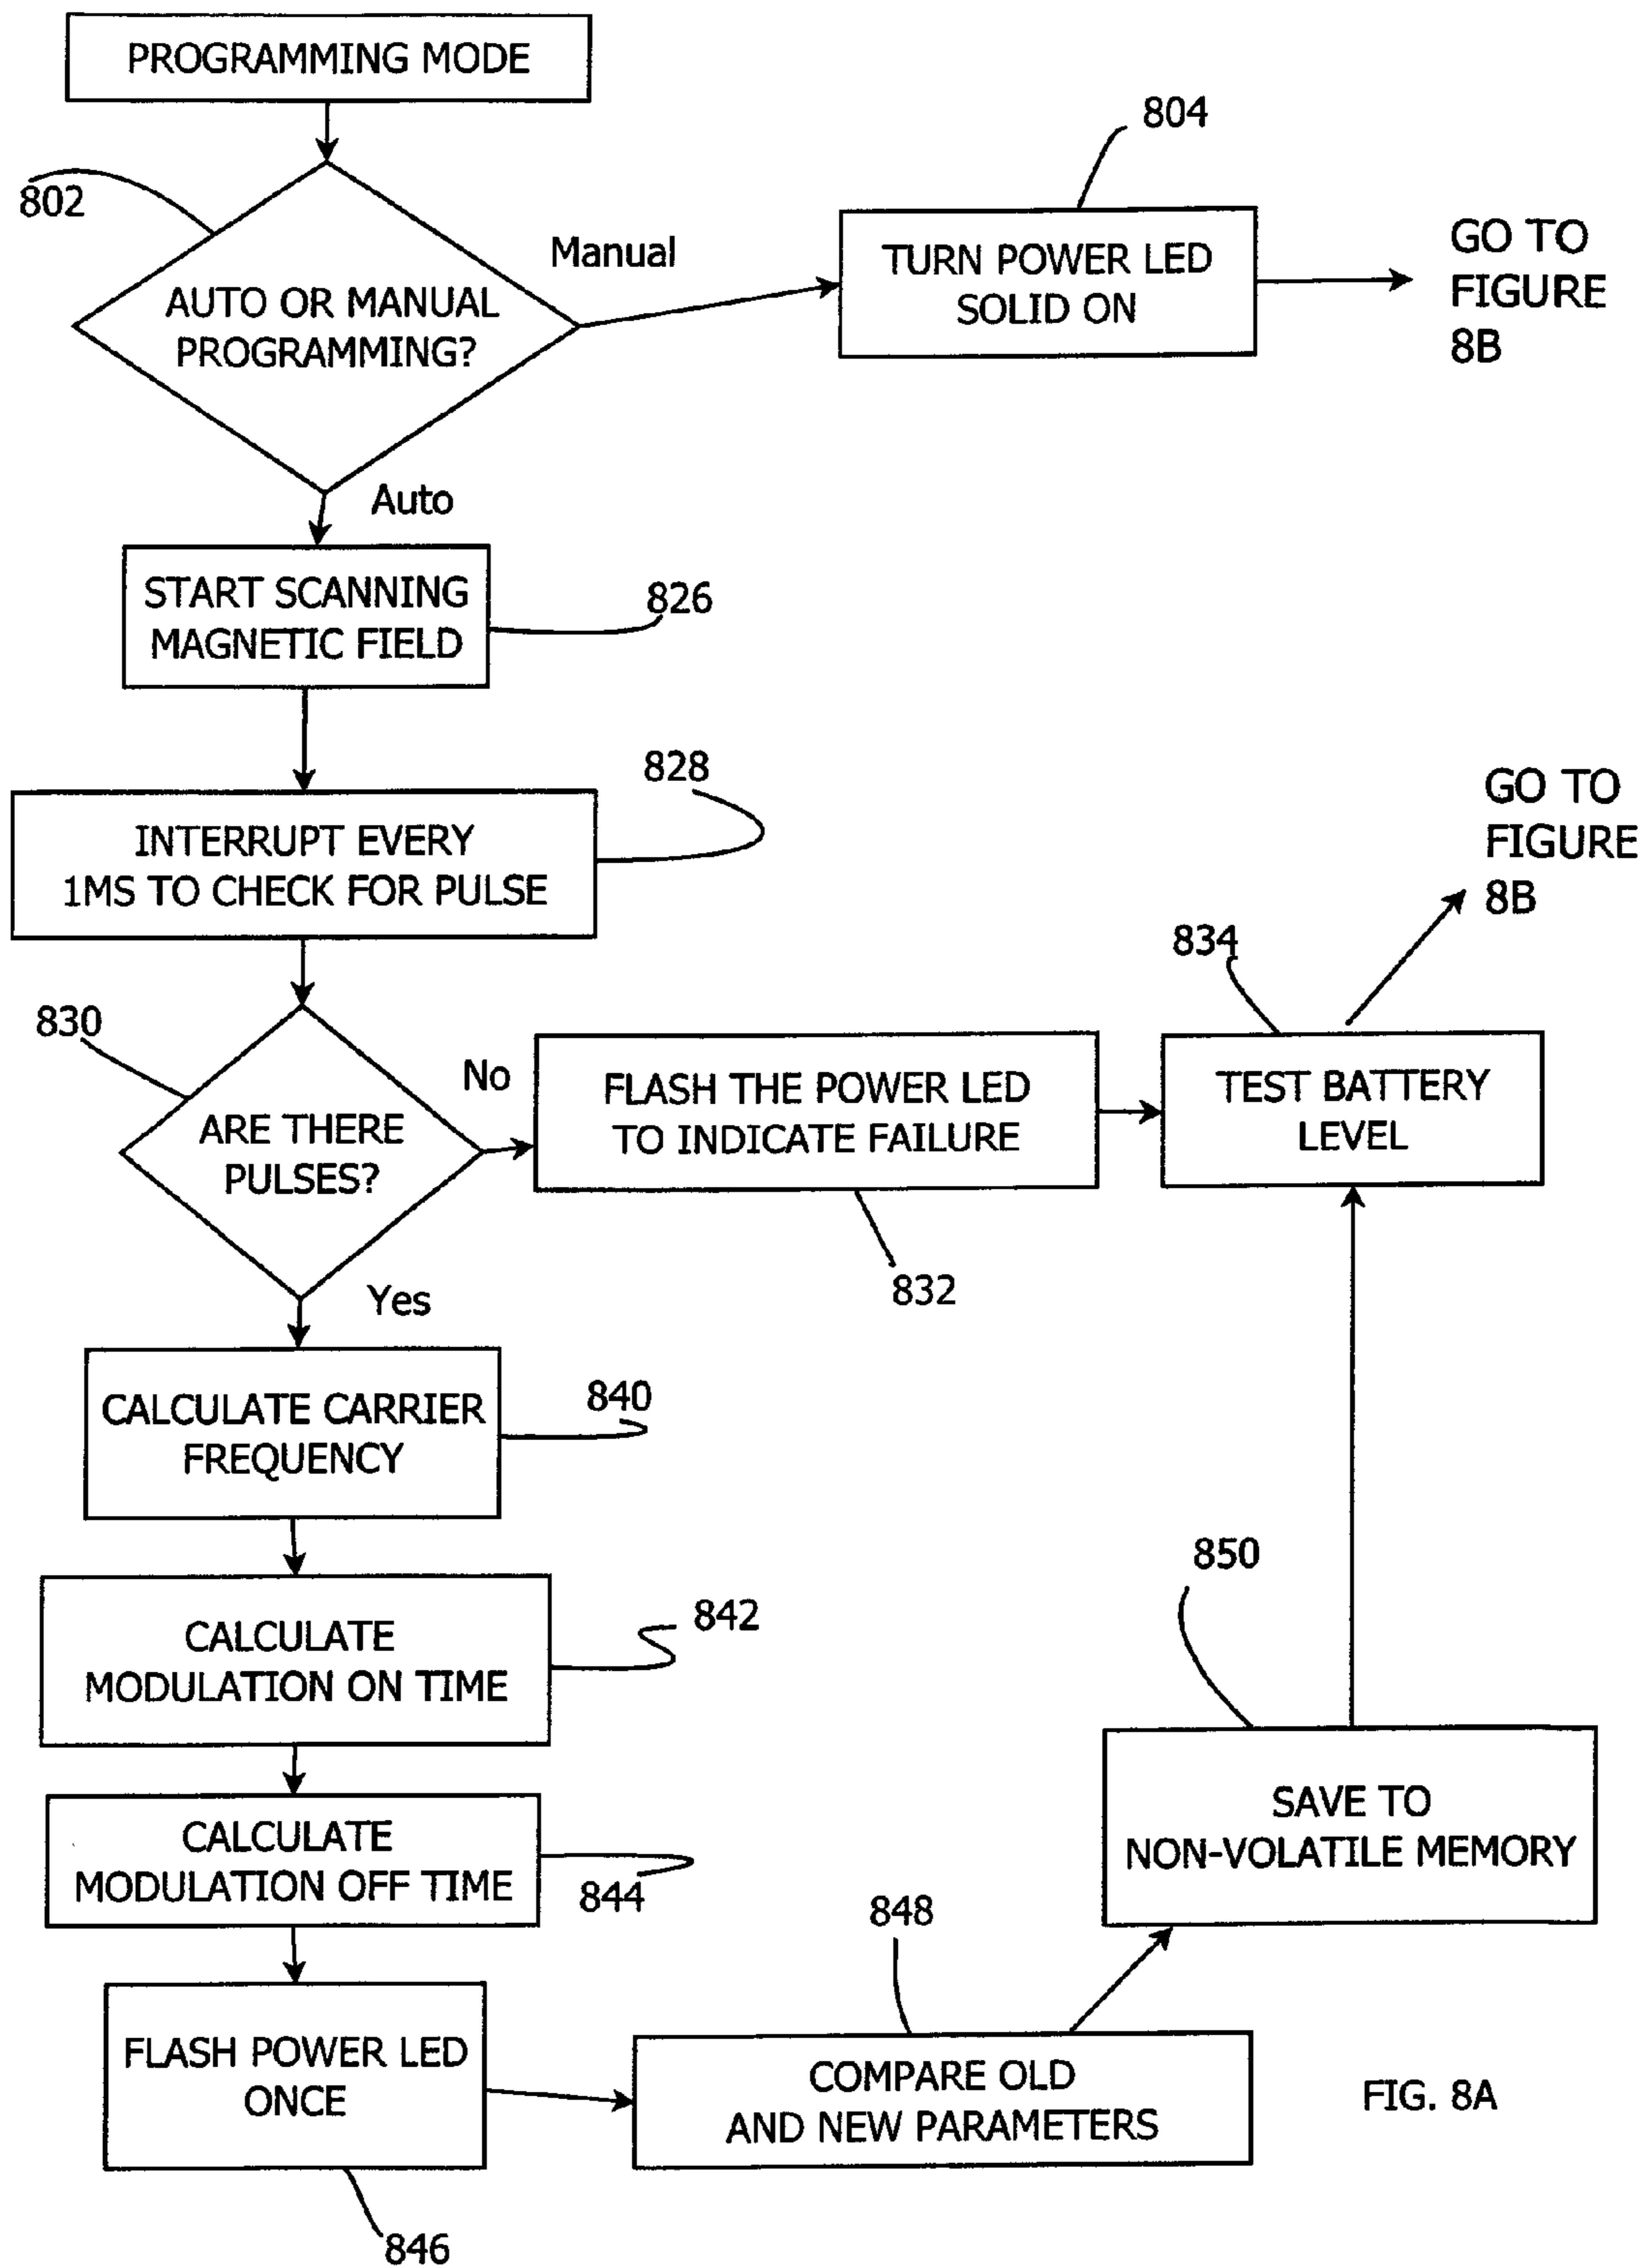 PROGRAMMING MODE
804
802
Manual
AUTO OR MANUAL
PROGRAMMING?
TURN POWER LED
SOLID ON
GO TO
FIGURE
8B
Auto
START SCANNING
MAGNETIC FIELD
826
828
INTERRUPT EVERY
1MS TO CHECK FOR PULSE
GO TO
FIGURE
8B
834
830
No
ARE THERE
PULSES?
FLASH THE POWER LED
TO INDICATE FAILURE
TEST BATTERY
LEVEL
832
Yes
CALCULATE CARRIER
FREQUENCY
840
850
CALCULATE
MODULATION ON TIME
842
SAVE TO
NON-VOLATILE MEMORY
CALCULATE
MODULATION OFF TIME
844
848
FLASH POWER LED
ONCE
COMPARE OLD
AND NEW PARAMETERS
FIG. 8A
846